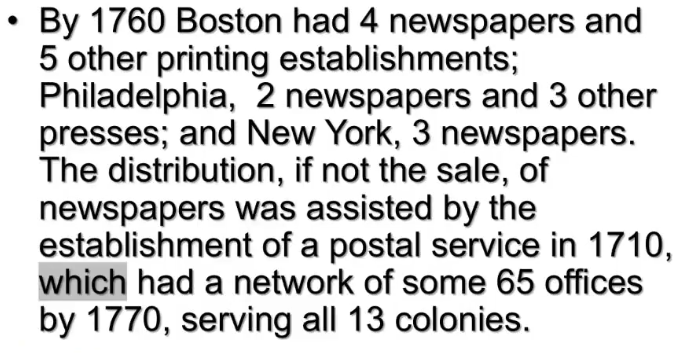 • By 1760 Boston had 4 newspapers and
5 other printing establishments;
Philadelphia, 2 newspapers and 3 other
presses; and New York, 3 newspapers.
The distribution, if not the sale, of
newspapers was assisted by the
establishment of a postal service in 1710,
which had a network of some 65 offices
by 1770, serving all 13 colonies.